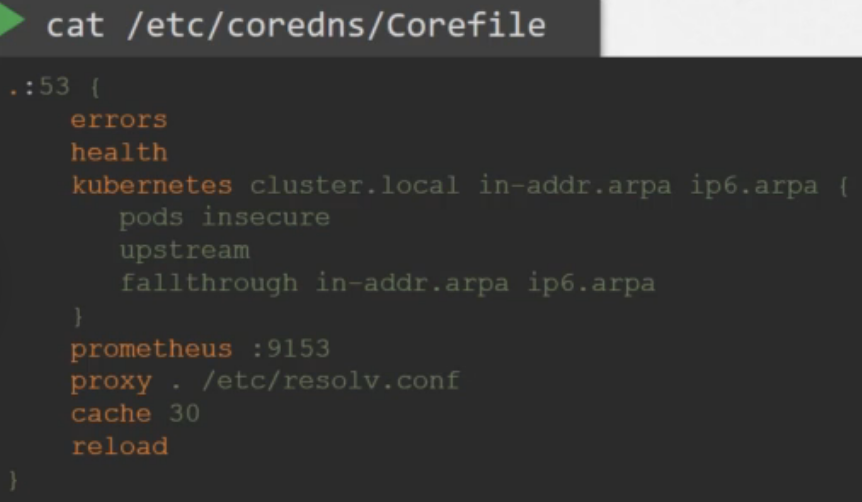 cat /etc/coredns/Corefile
.:53 {
errors
health
kubernetes cluster.local in-addr.arpa ip6.arpa {
pods insecure
upstream
fallthrough in-addr.arpa ip6.arpa
}
prometheus :9153
proxy . /etc/resolv.conf
cache 30
reload
}